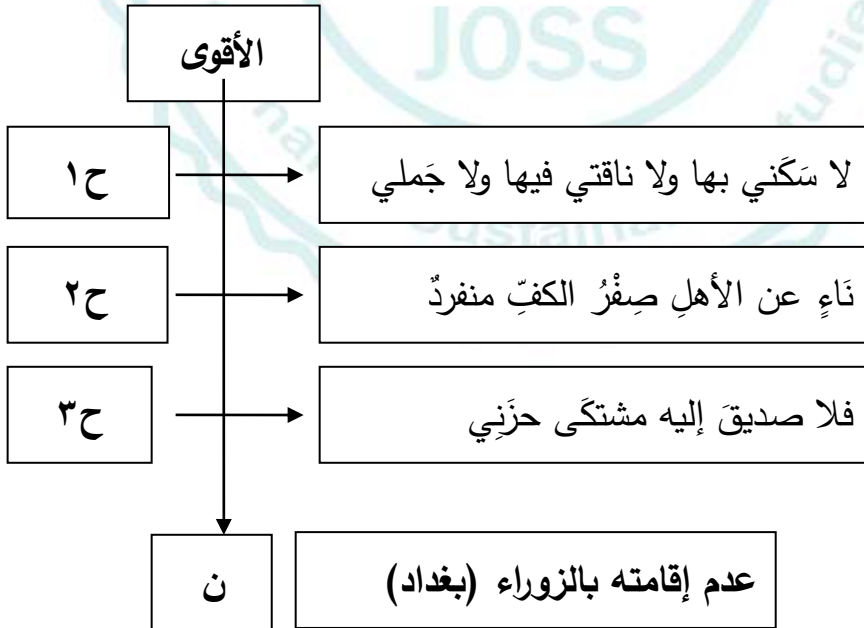 JOSS
الأقوى
ح١
لا سَكَني بها ولا ناقتي فيها ولا جَملي
ح٢
نَاءٍ عن الأهلِ صِفْرُ الكفِّ منفردٌ
ح٣
فلا صديقَ إليه مشتكَى حزَنِي
ن
عدم إقامته بالزوراء (بغداد)